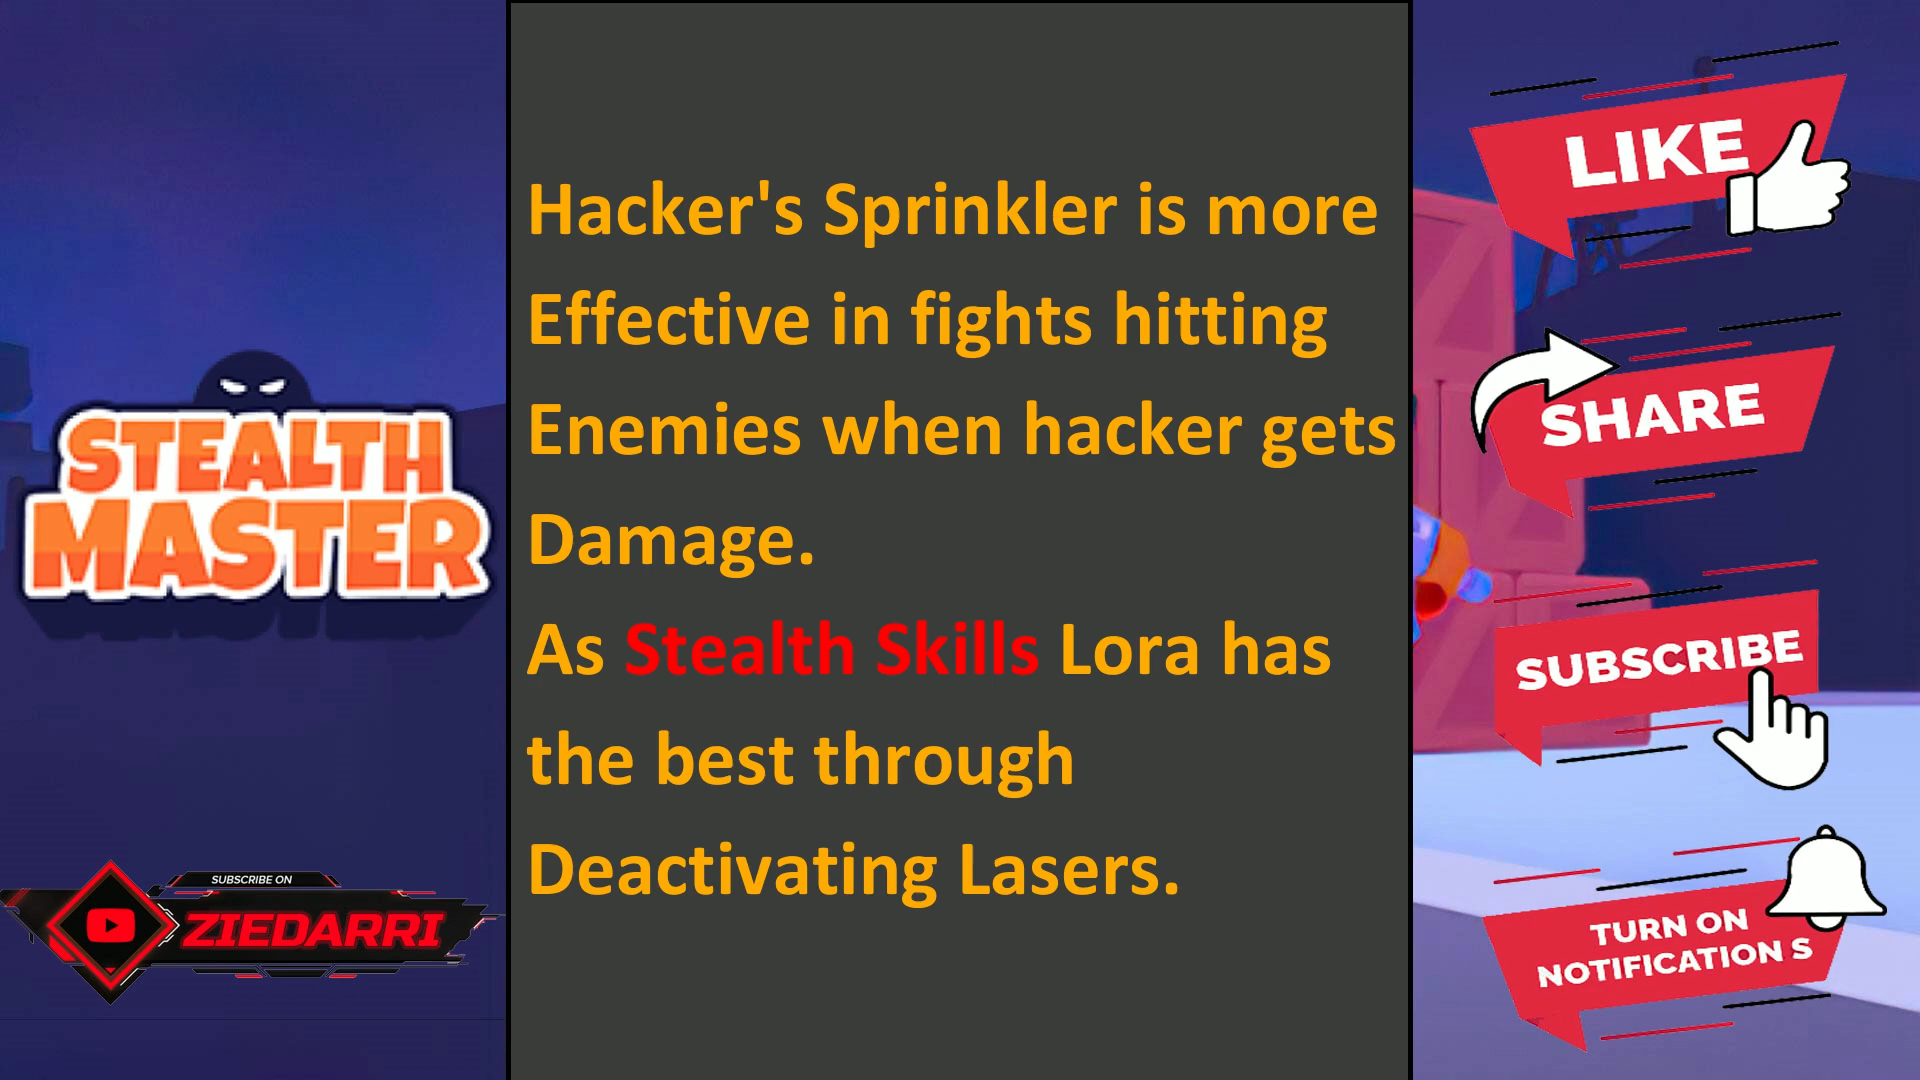 STEALTH
MASTER
SUBSCRIBE ON
ZIEDARRI
Hacker's Sprinkler is more
Effective in fights hitting
Enemies when hacker gets
Damage.
As Stealth Skills Lora has
the best through
Deactivating Lasers.
LIKE
SHARE
SUBSCRIBE
TURN ON
NOTIFICATION S